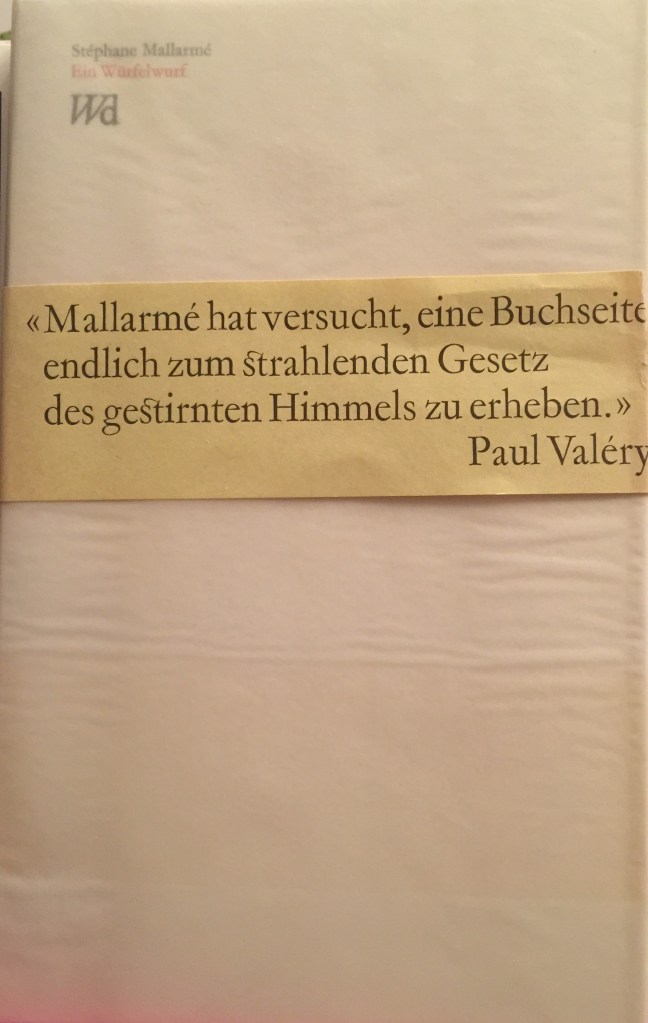 Stéphane Mallarmé
Ein Würfelwurf
Wd
«Mallarmé hat versucht, eine Buchseite
endlich zum strahlenden Gesetz
des gestirnten Himmels zu erheben.»
Paul Valéry